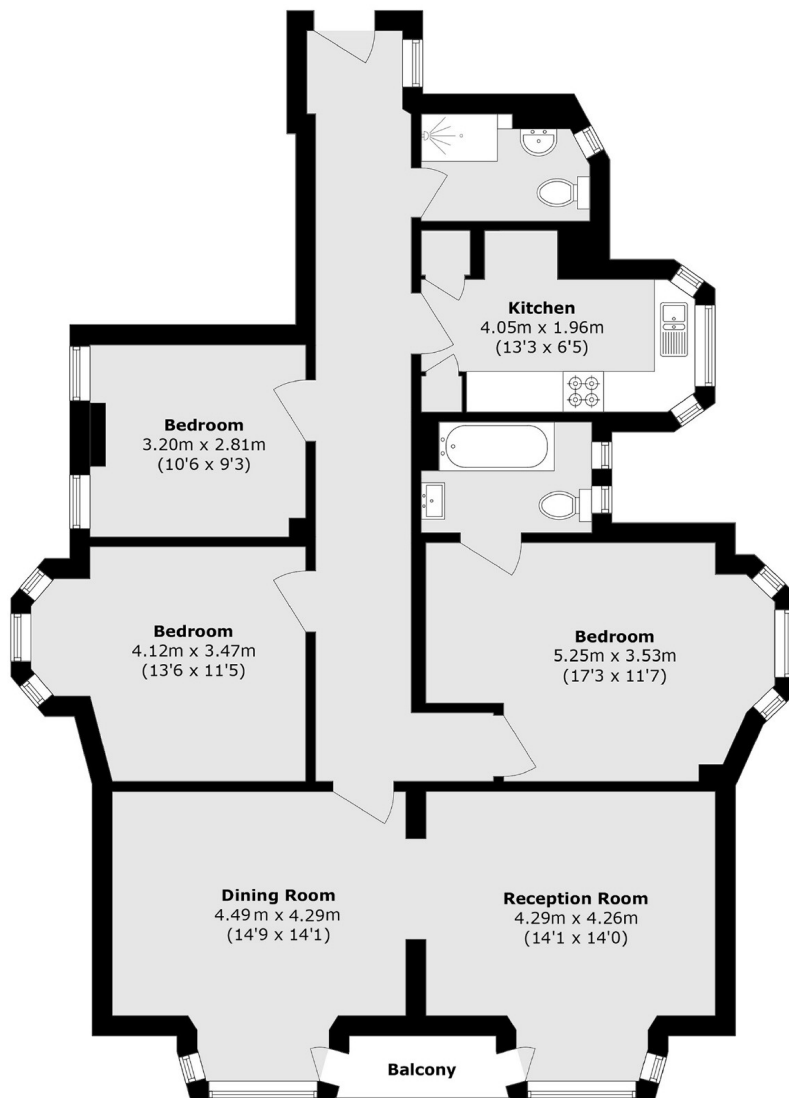 Kitchen
4.05m x 1.96m
(13'3 x 6'5)
Bedroom
3.20m x 2.81m
(10'6 x 9'3)
Bedroom
4.12m x 3.47m
(13'6 x 11'5)
Bedroom
5.25m x 3.53m
(17'3 x 11'7)
Dining Room
4.49m x 4.29m
(14'9 x 14'1)
Reception Room
4.29m x 4.26m
(14'1 x 14'0)
Balcony